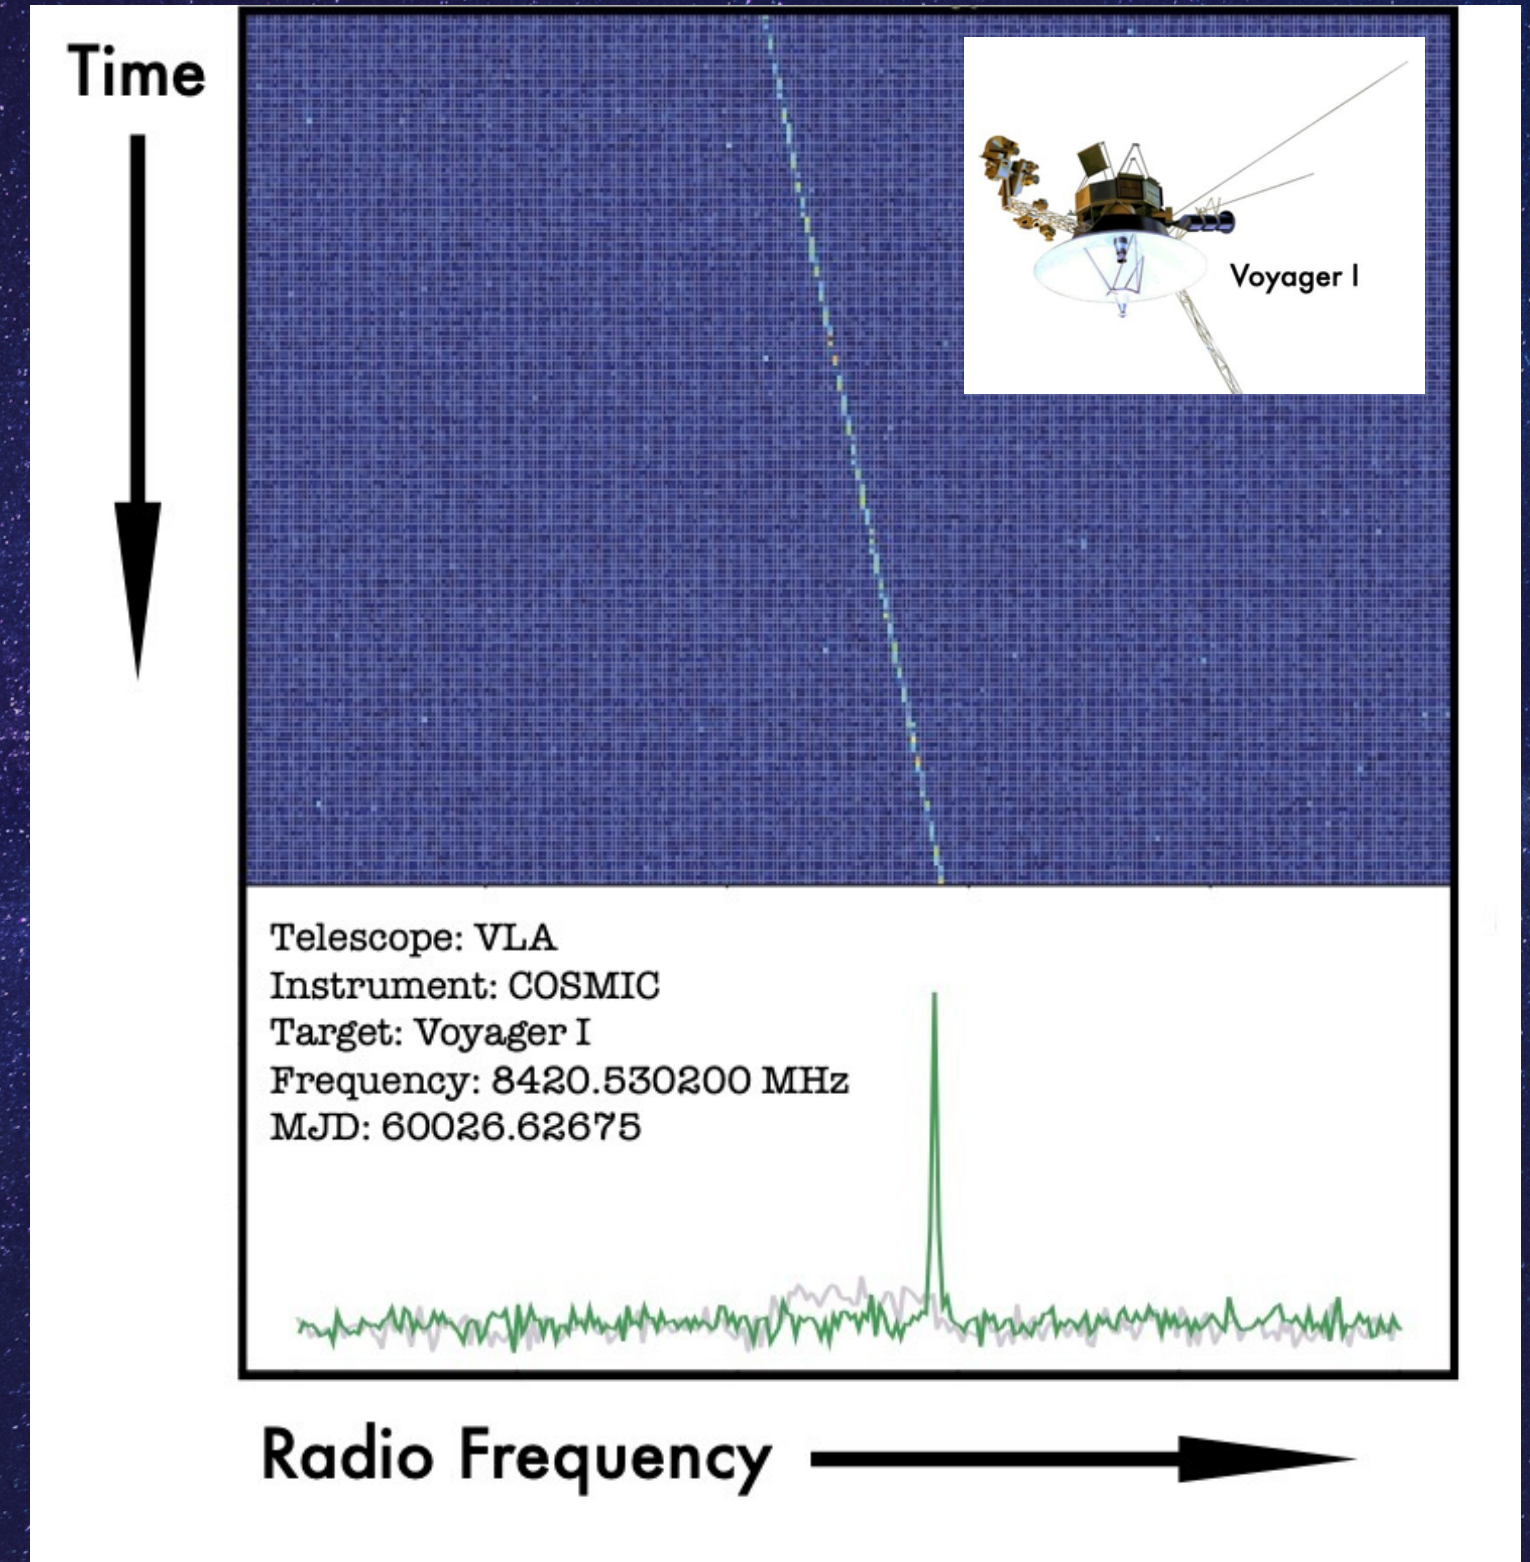 Time
Voyager I
Telescope: VLA
Instrument: COSMIC
Target: Voyager I
Frequency: 8420.530200 MHz
MJD: 60026.62675
Radio Frequency